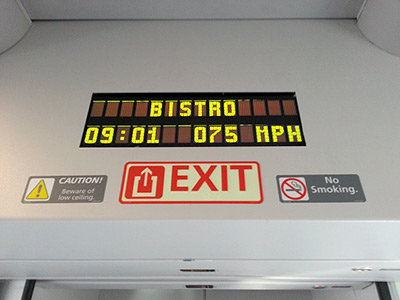 BISTRO
09:01 075 MPH
CAUTION!
Beware of
low ceiling.
EXIT
No
Smoking.